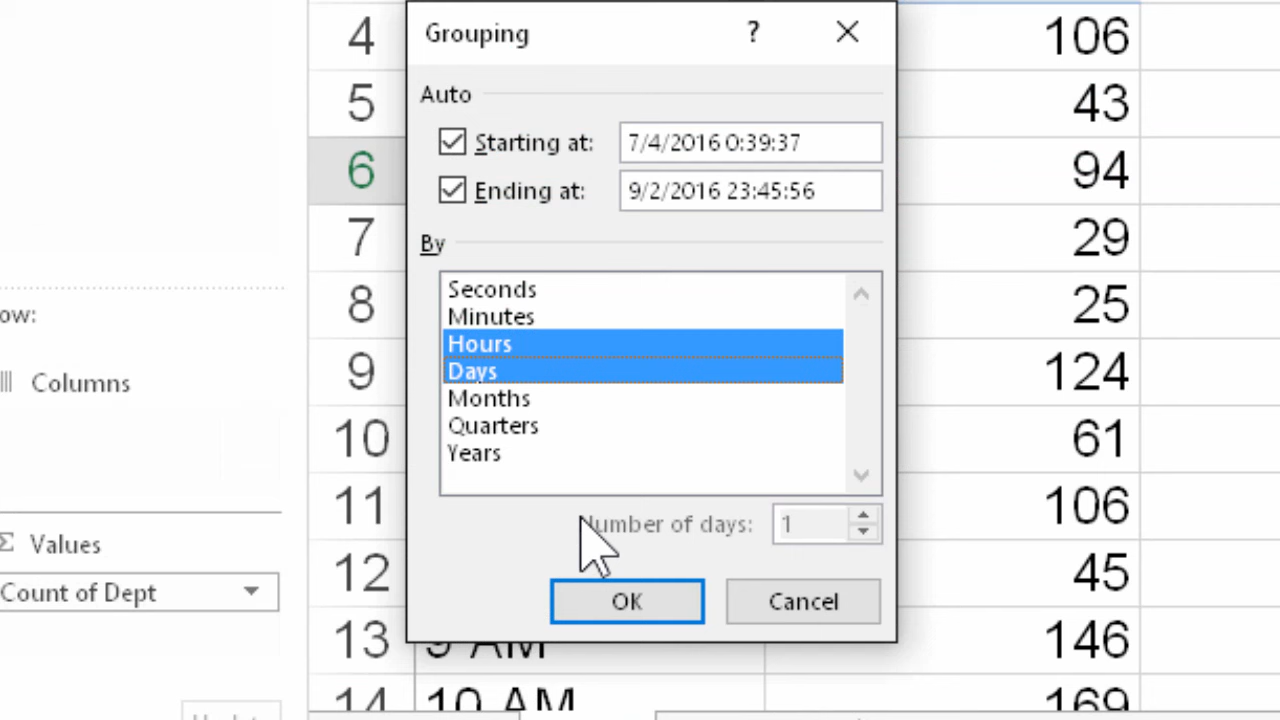 Grouping ? 
Auto
Starting at: 7/4/2016 0:39:37
Ending at: 9/2/2016 23:45:56
By
Seconds
Minutes
Hours
Days
Months
Quarters
Years
Number of days: 1
OK Cancel
ow:
Columns
Σ Values
Count of Dept
4 106
5 43
6 94
7 29
8 25
9 124
10 61
11 106
12 45
13 9 AM 146
14 10 AM 169